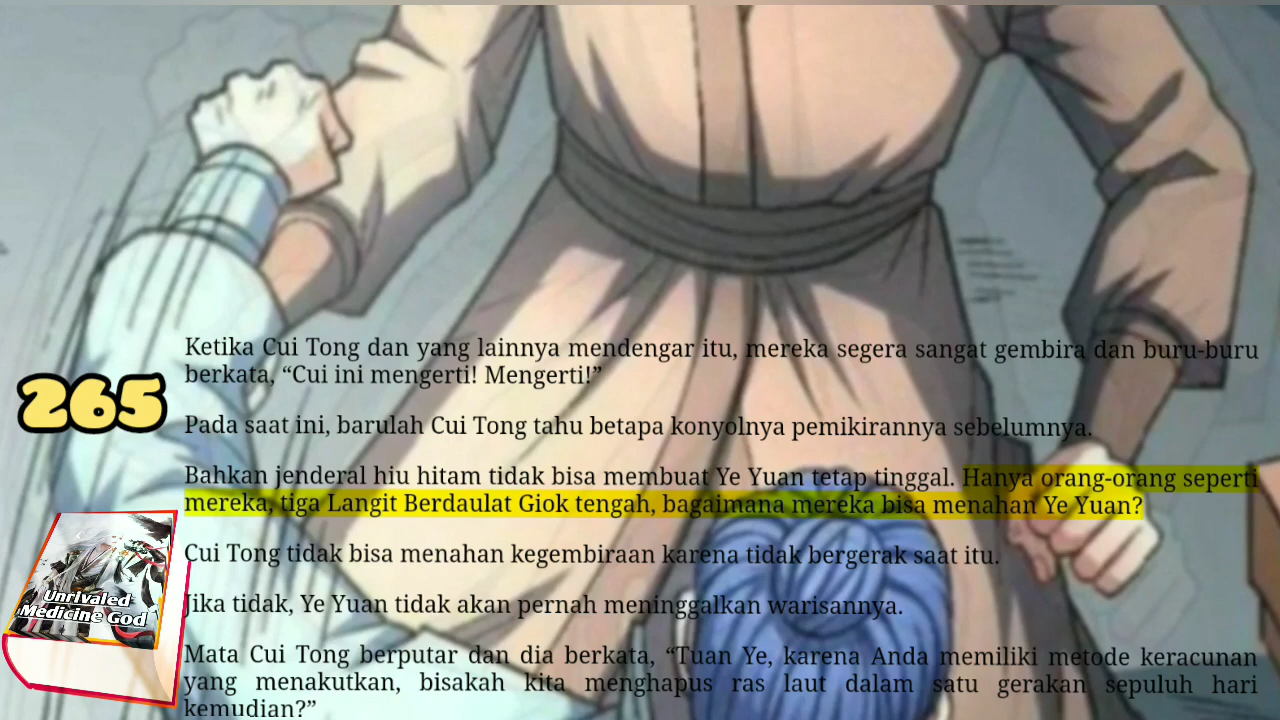 Ketika Cui Tong dan yang lainnya mendengar itu, mereka segera sangat gembira dan buru-buru
berkata, “Cui ini mengerti! Mengerti!”
Pada saat ini, barulah Cui Tong tahu betapa konyolnya pemikirannya sebelumnya.
265
Bahkan jenderal hiu hitam tidak bisa membuat Ye Yuan tetap tinggal. Hanya orang-orang seperti
mereka, tiga Langit Berdaulat Giok tengah, bagaimana mereka bisa menahan Ye Yuan?
Cui Tong tidak bisa menahan kegembiraan karena tidak bergerak saat itu.
Jika tidak, Ye Yuan tidak akan pernah meninggalkan warisannya.
Unrivaled
Medicine God
Mata Cui Tong berputar dan dia berkata, “Tuan Ye, karena Anda memiliki metode keracunan
yang menakutkan, bisakah kita menghapus ras laut dalam satu gerakan sepuluh hari
kemudian?”